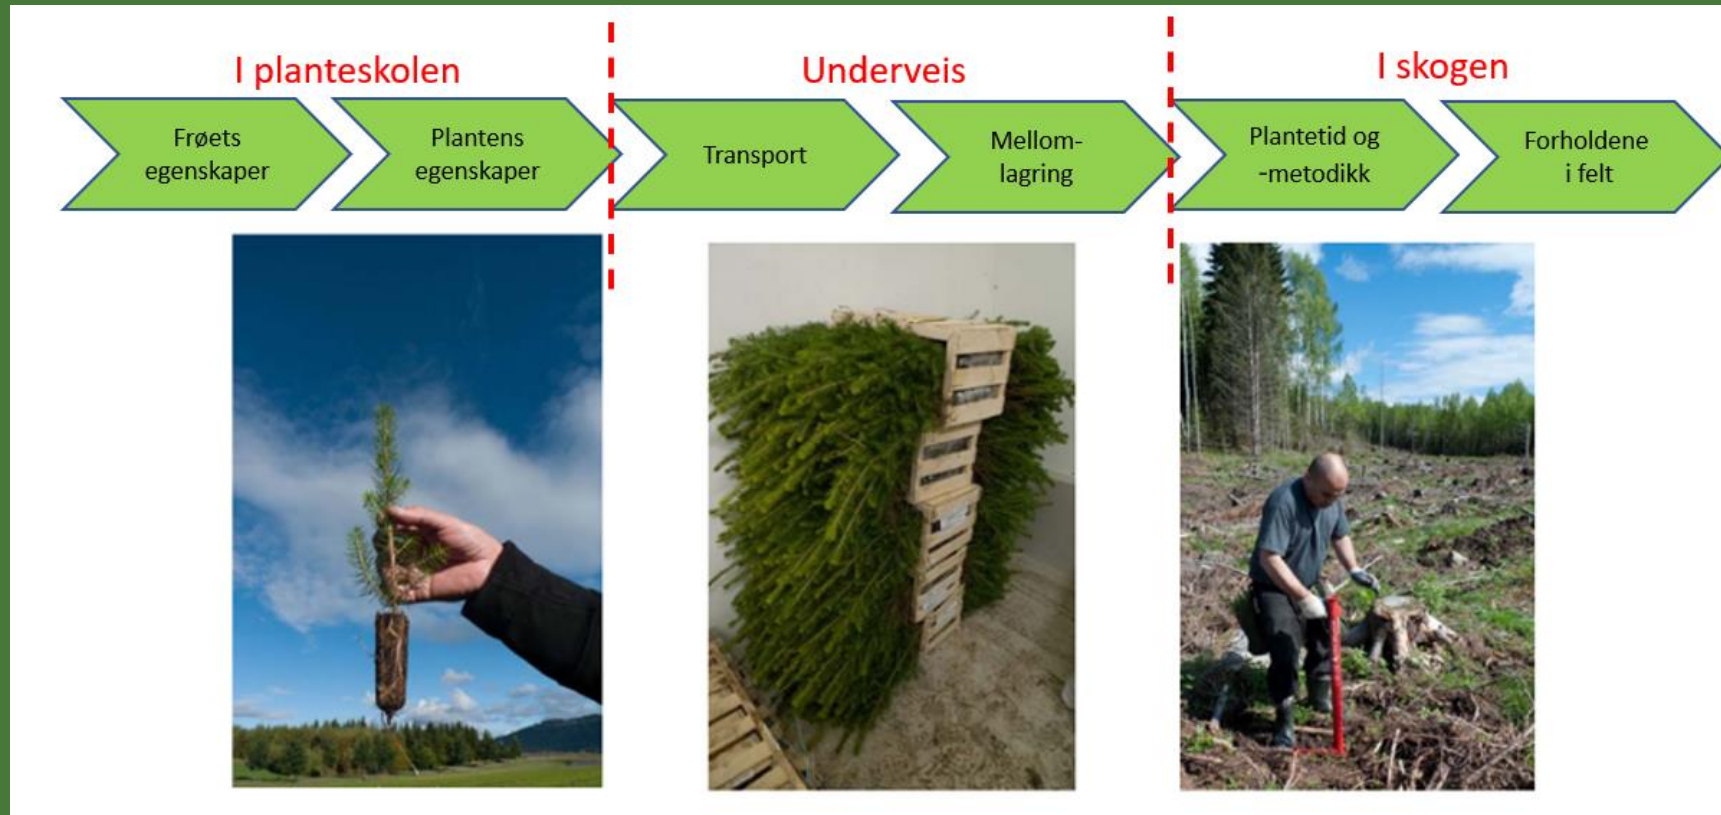 I planteskolen
Underveis
I skogen
Frøets
egenskaper
Plantens
egenskaper
Transport
Mellom-
lagring
Plantetid og
-metodikk
Forholdene
i felt